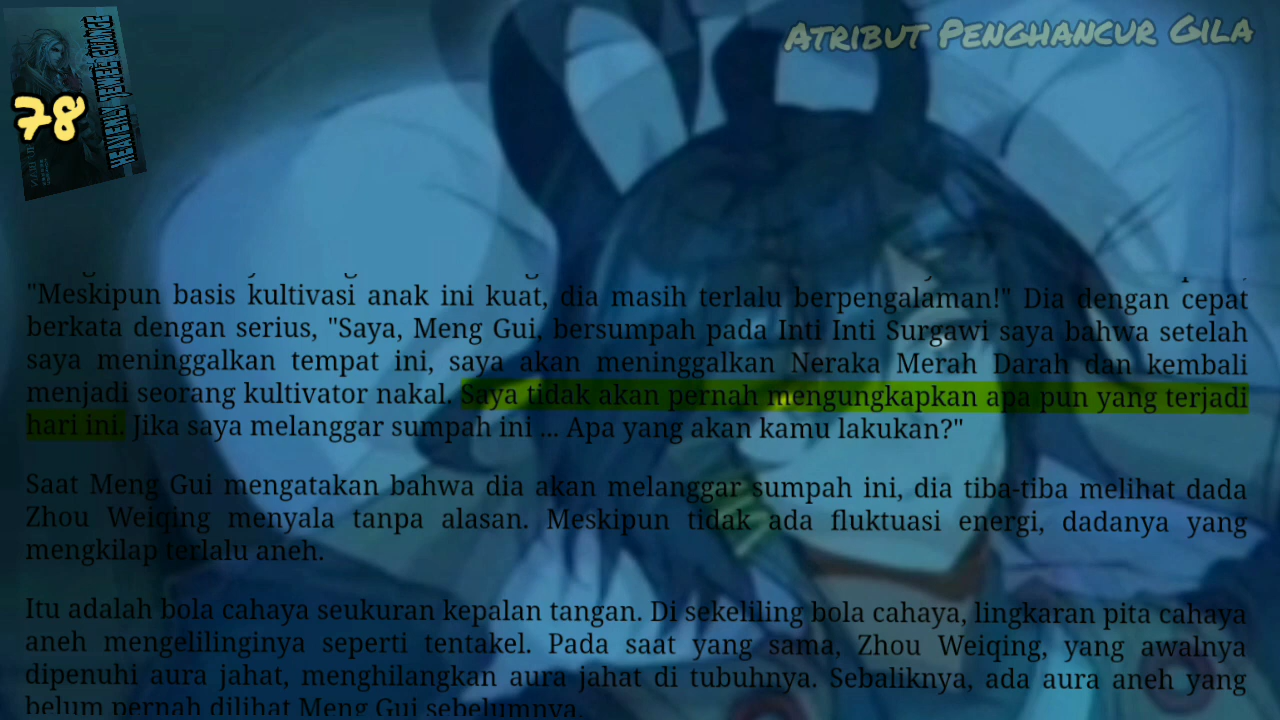 Atribut Penghancur Gila
HEAVENLY JEWEL CHANGE
78
"Meskipun basis kultivasi anak ini kuat, dia masih terlalu berpengalaman!" Dia dengan cepat
berkata dengan serius, "Saya, Meng Gui, bersumpah pada Inti Inti Surgawi saya bahwa setelah
saya meninggalkan tempat ini, saya akan meninggalkan Neraka Merah Darah dan kembali
menjadi seorang kultivator nakal. Saya tidak akan pernah mengungkapkan apa pun yang terjadi
hari ini. Jika saya melanggar sumpah ini ... Apa yang akan kamu lakukan?"
Saat Meng Gui mengatakan bahwa dia akan melanggar sumpah ini, dia tiba-tiba melihat dada
Zhou Weiqing menyala tanpa alasan. Meskipun tidak ada fluktuasi energi, dadanya yang
mengkilap terlalu aneh.
Itu adalah bola cahaya seukuran kepalan tangan. Di sekeliling bola cahaya, lingkaran pita cahaya
aneh mengelilinginya seperti tentakel. Pada saat yang sama, Zhou Weiqing, yang awalnya
dipenuhi aura jahat, menghilangkan aura jahat di tubuhnya. Sebaliknya, ada aura aneh yang
belum pernah dilihat Meng Gui sebelumnya.